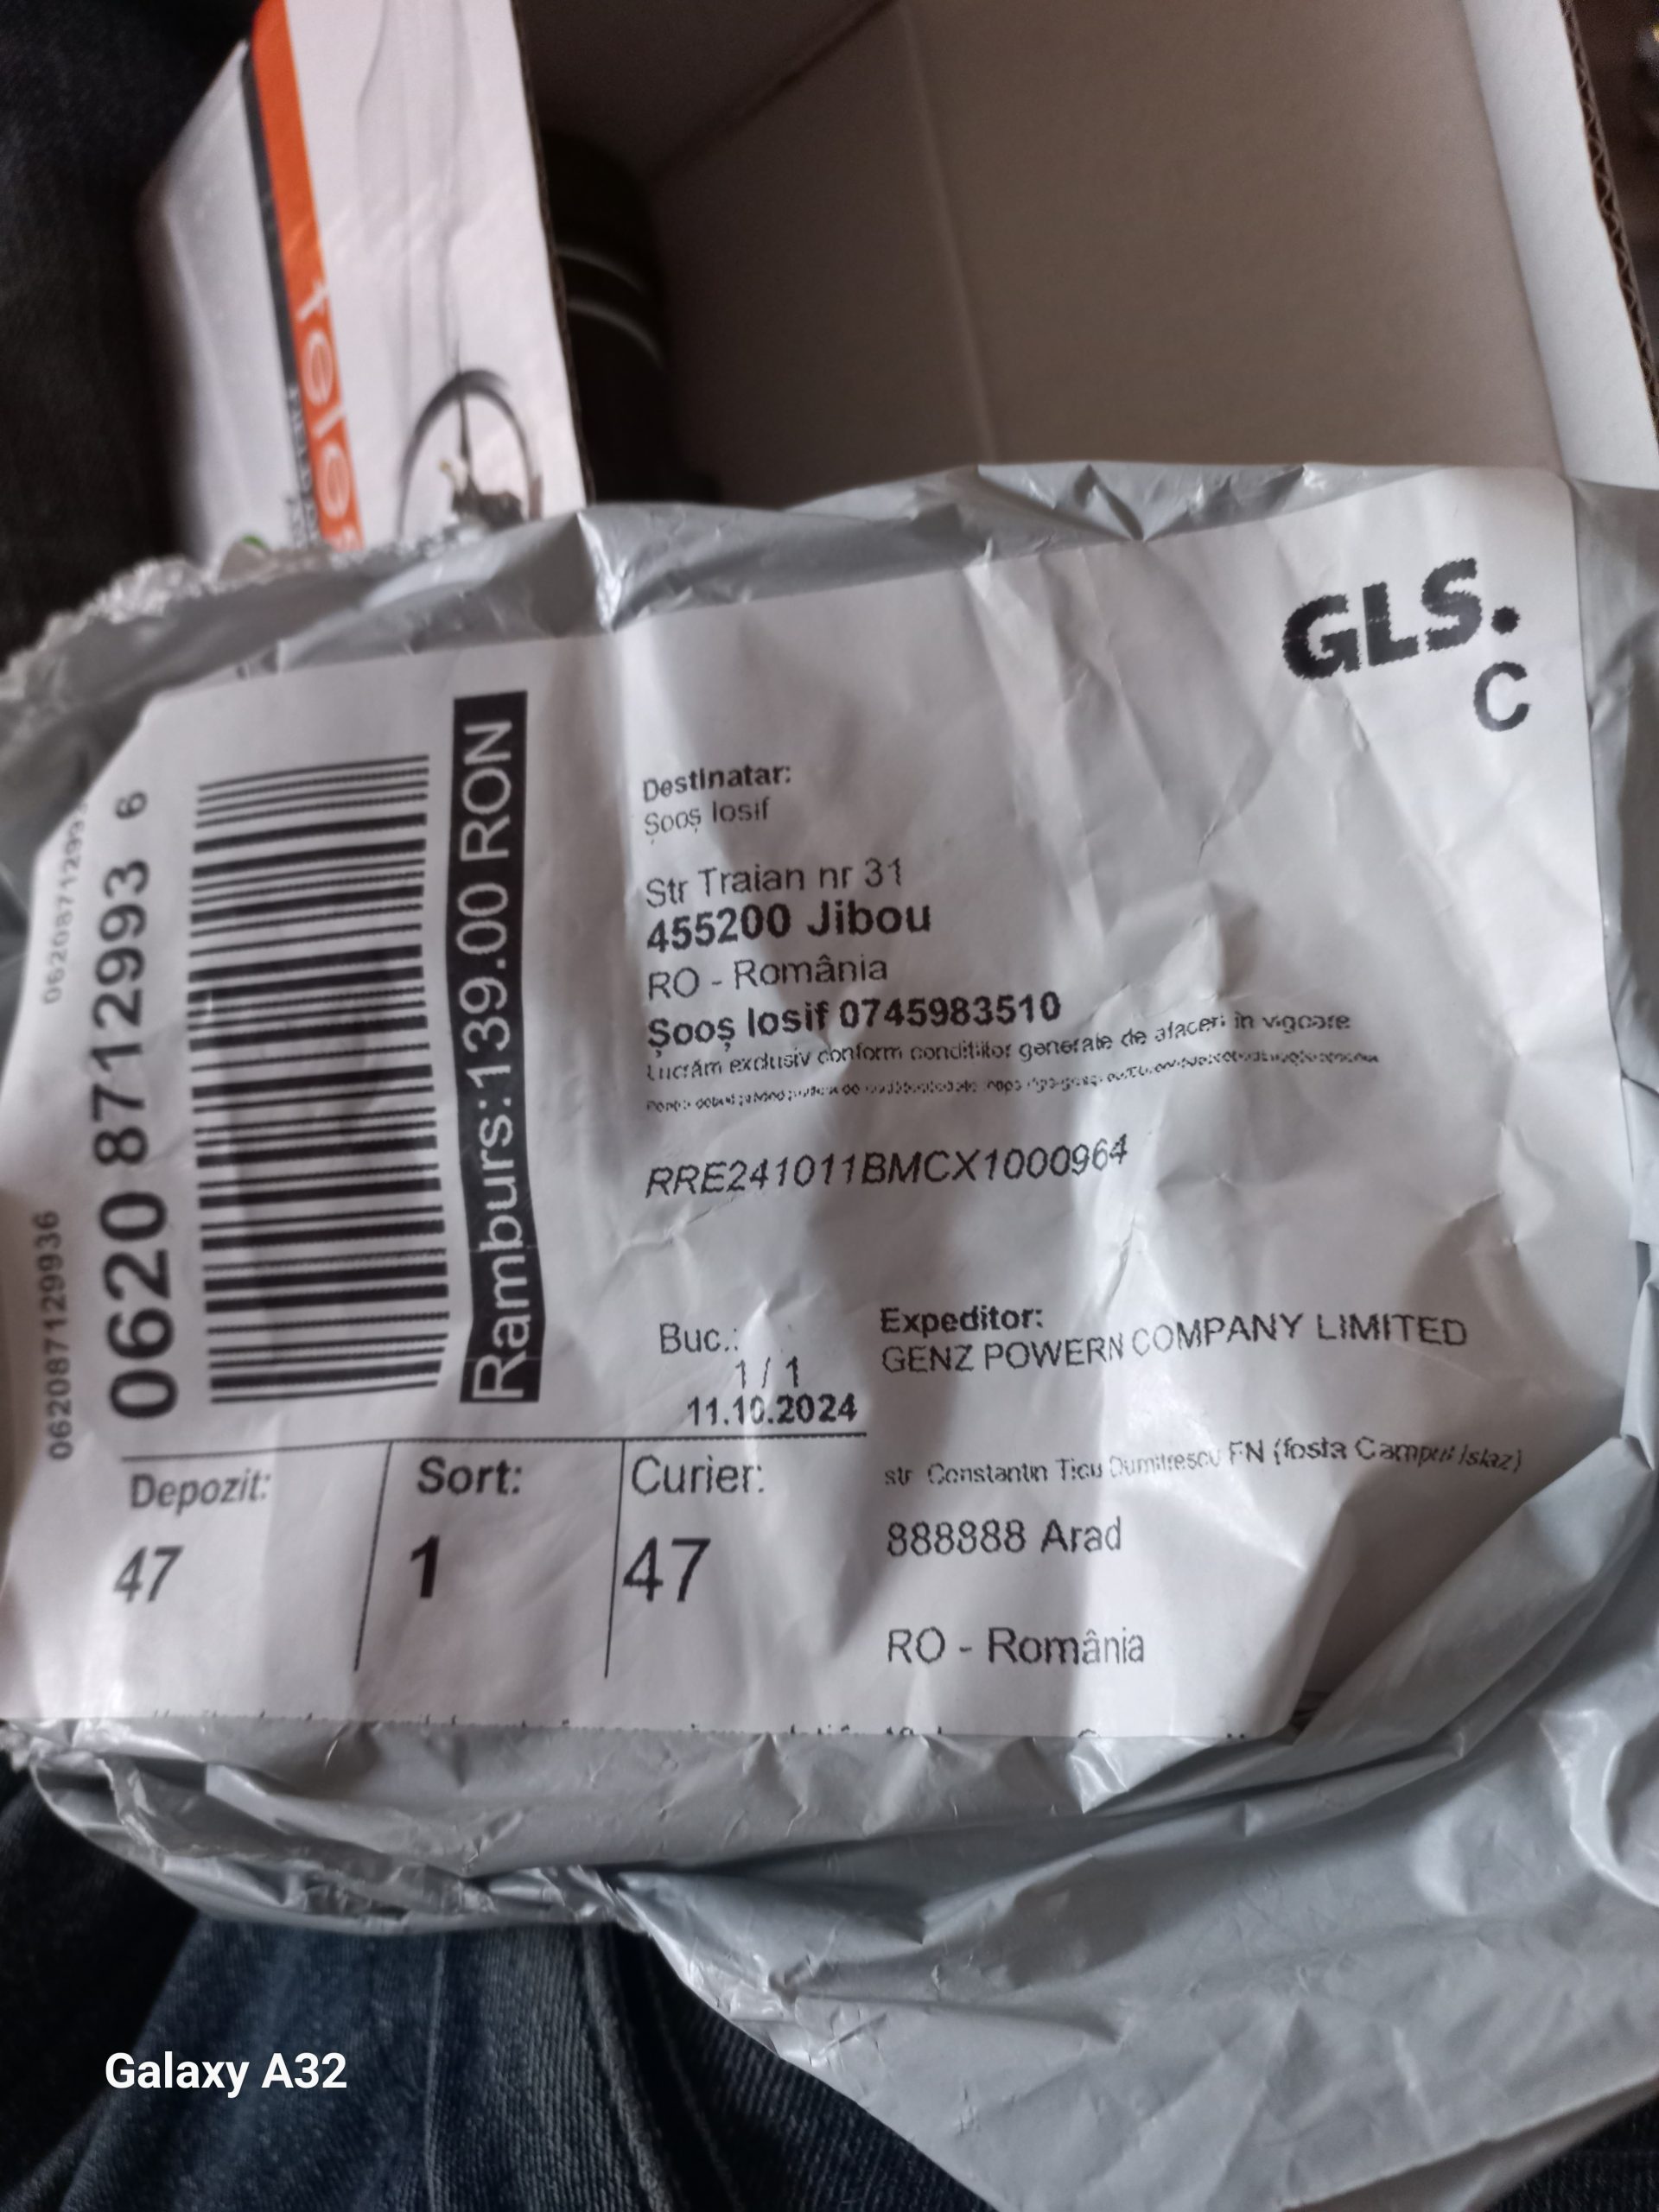 teles
GLS.
C
Destinatar:
Șooș Iosif
Str Traian nr 31
455200 Jibou
RO - România
Șooș Iosif 0745983510
Lucrăm exclusiv conform condițiilor generale de afaceri în vigoare
RRE241011BMCX1000964
Buc.:
1 / 1
11.10.2024
Expeditor:
GENZ POWERN COMPANY LIMITED
str Constantin Ticu Dumitrescu FN (fosta Campul Islaz)
888888 Arad
RO - România
Depozit:
47
Sort:
1
Curier:
47
Ramburs:139.00 RON
0620 8712993 6
06208712993
062087129936
Galaxy A32